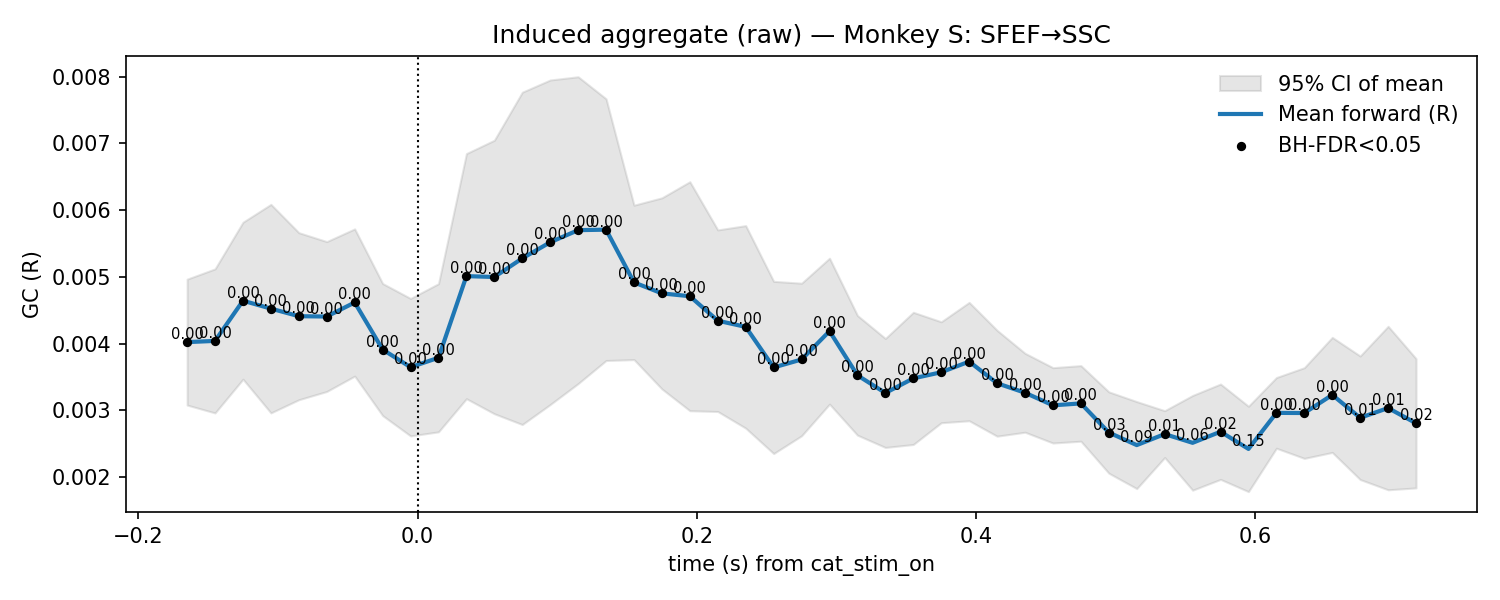 Induced aggregate (raw) — Monkey S: SFEF→SSC
0.008
0.007
0.006
0.005
0.004
0.003
0.002
GC (R)
95% CI of mean
Mean forward (R)
BH-FDR<0.05
0.00 0.00 0.00 0.00 0.00 0.00 0.00 0.00 0.00 0.00 0.00 0.00 0.00 0.00 0.00 0.00 0.00 0.00 0.00 0.00 0.00 0.00 0.00 0.00 0.00 0.00 0.00 0.00 0.00 0.00 0.00 0.00 0.00 0.03 0.09 0.01 0.06 0.02 0.15 0.00 0.00 0.00 0.01 0.01 0.02
−0.2 0.0 0.2 0.4 0.6
time (s) from cat_stim_on